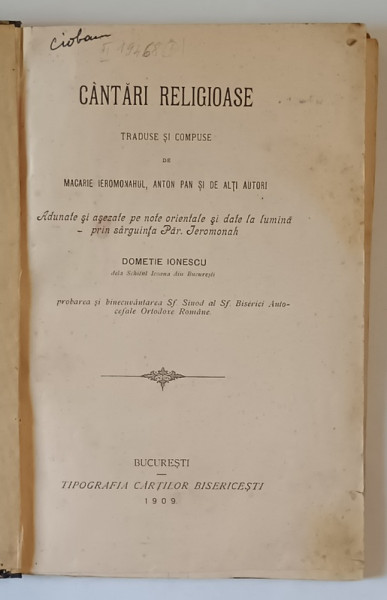 Cioban
CÂNTĂRI RELIGIOASE
TRADUSE ŞI COMPUSE
DE
MACARIE IEROMONAHUL, ANTON PAN ŞI DE ALŢI AUTORI
Adunate şi aşezate pe note orientale şi date la lumină
– prin sârguinţa Păr. Ieromonah
DOMETIE IONESCU
dela Schitul Icoana din Bucureşti
probarea şi binecuvântarea Sf. Sinod al Sf. Biserici Auto-
cefale Ortodoxe Române.
BUCUREŞTI
TIPOGRAFIA CĂRŢILOR BISERICEŞTI
1909